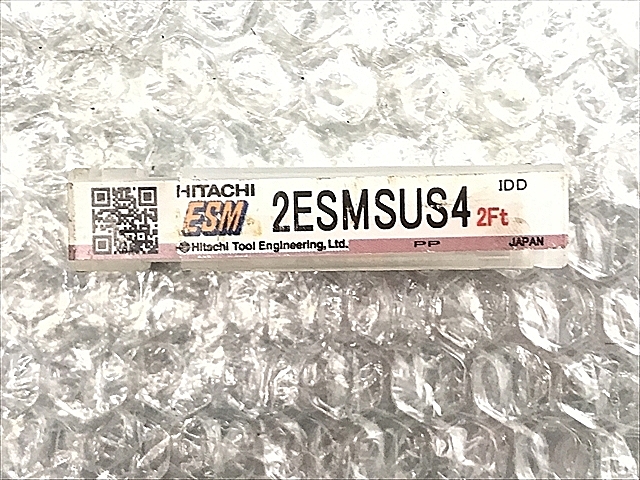 HITACHI
ESM
2ESMSUS4 2Ft
IDD
Hitachi Tool Engineering, Ltd.
PP
JAPAN